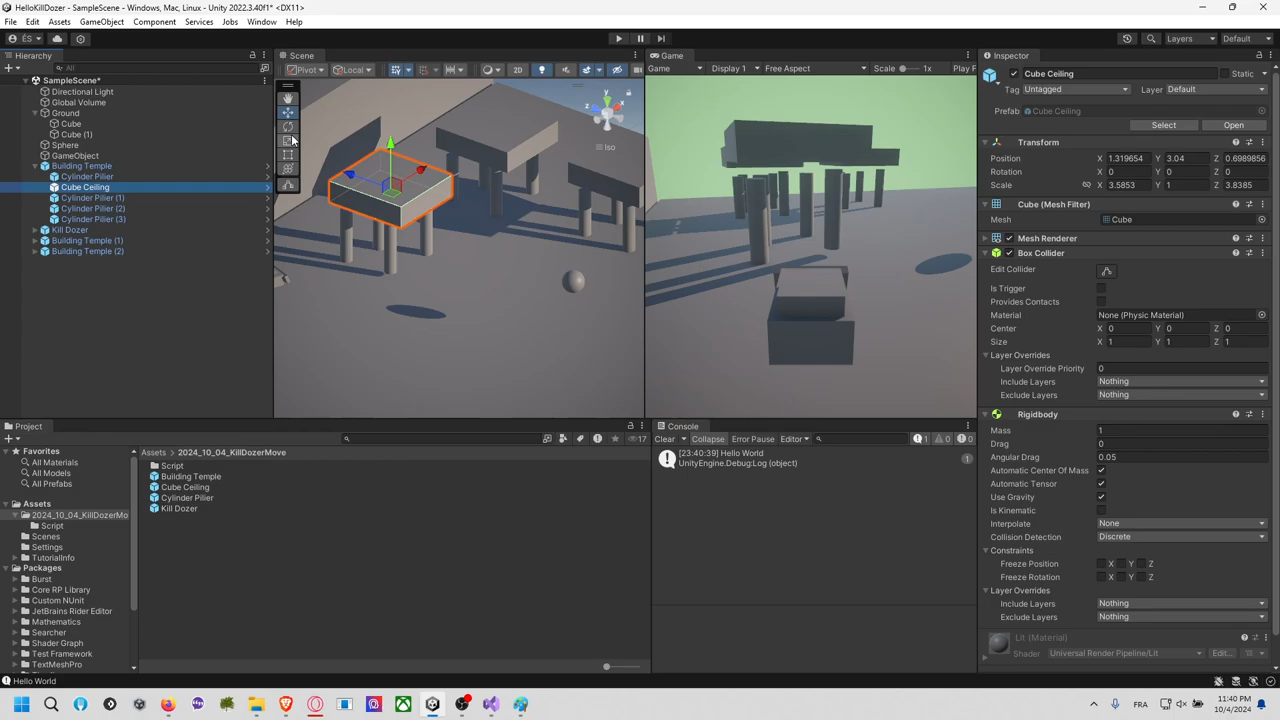 HelloKillDozer - SampleScene - Windows, Mac, Linux - Unity 2022.3.40f1* <DX11>
File Edit Assets GameObject Component Services Jobs Window Help
ÉS Layers Default
Hierarchy
All
SampleScene*
Directional Light
Global Volume
Ground
Cube
Cube (1)
Sphere
GameObject
Building Temple
Cylinder Pilier
Cube Ceiling
Cylinder Pilier (1)
Cylinder Pilier (2)
Cylinder Pilier (3)
Kill Dozer
Building Temple (1)
Building Temple (2)
Scene
Pivot Local 2D
y
z x
Iso
Game
Game Display 1 Free Aspect Scale 1x Play F
Inspector
Cube Ceiling Static
Tag Untagged Layer Default
Prefab Cube Ceiling
Select Open
Transform
Position X 1.319654 Y 3.04 Z 0.6989856
Rotation X 0 Y 0 Z 0
Scale X 3.5853 Y 1 Z 3.8385
Cube (Mesh Filter)
Mesh Cube
Mesh Renderer
Box Collider
Edit Collider
Is Trigger
Provides Contacts
Material None (Physic Material)
Center X 0 Y 0 Z 0
Size X 1 Y 1 Z 1
Layer Overrides
Layer Override Priority 0
Include Layers Nothing
Exclude Layers Nothing
Rigidbody
Mass 1
Drag 0
Angular Drag 0.05
Automatic Center Of Mass
Automatic Tensor
Use Gravity
Is Kinematic
Interpolate None
Collision Detection Discrete
Constraints
Freeze Position X Y Z
Freeze Rotation X Y Z
Layer Overrides
Include Layers Nothing
Exclude Layers Nothing
Lit (Material)
Shader Universal Render Pipeline/Lit Edit...
Project
17
Favorites
All Materials
All Models
All Prefabs
Assets
2024_10_04_KillDozerMo
Script
Scenes
Settings
TutorialInfo
Packages
Burst
Core RP Library
Custom NUnit
JetBrains Rider Editor
Mathematics
Searcher
Shader Graph
Test Framework
TextMeshPro
Assets > 2024_10_04_KillDozerMove
Script
Building Temple
Cube Ceiling
Cylinder Pilier
Kill Dozer
Console
Clear Collapse Error Pause Editor 1 0 0
[23:40:39] Hello World
UnityEngine.Debug:Log (object)
1
Hello World
FR
11:40 PM
10/4/2024